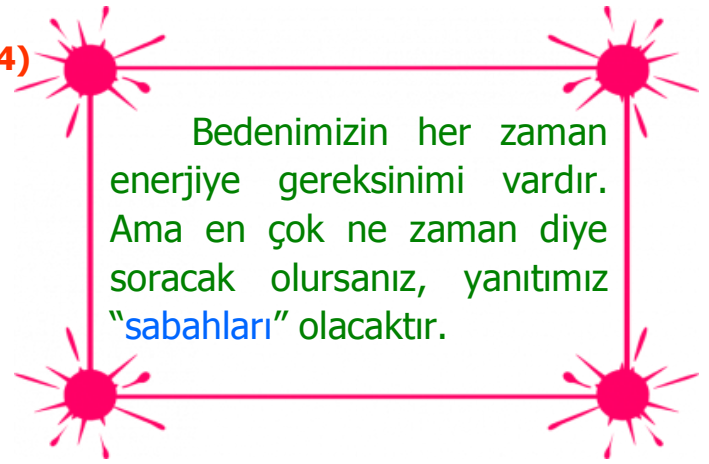 4)
Bedenimizin her zaman
enerjiye gereksinimi vardır.
Ama en çok ne zaman diye
soracak olursanız, yanıtımız
“sabahları” olacaktır.